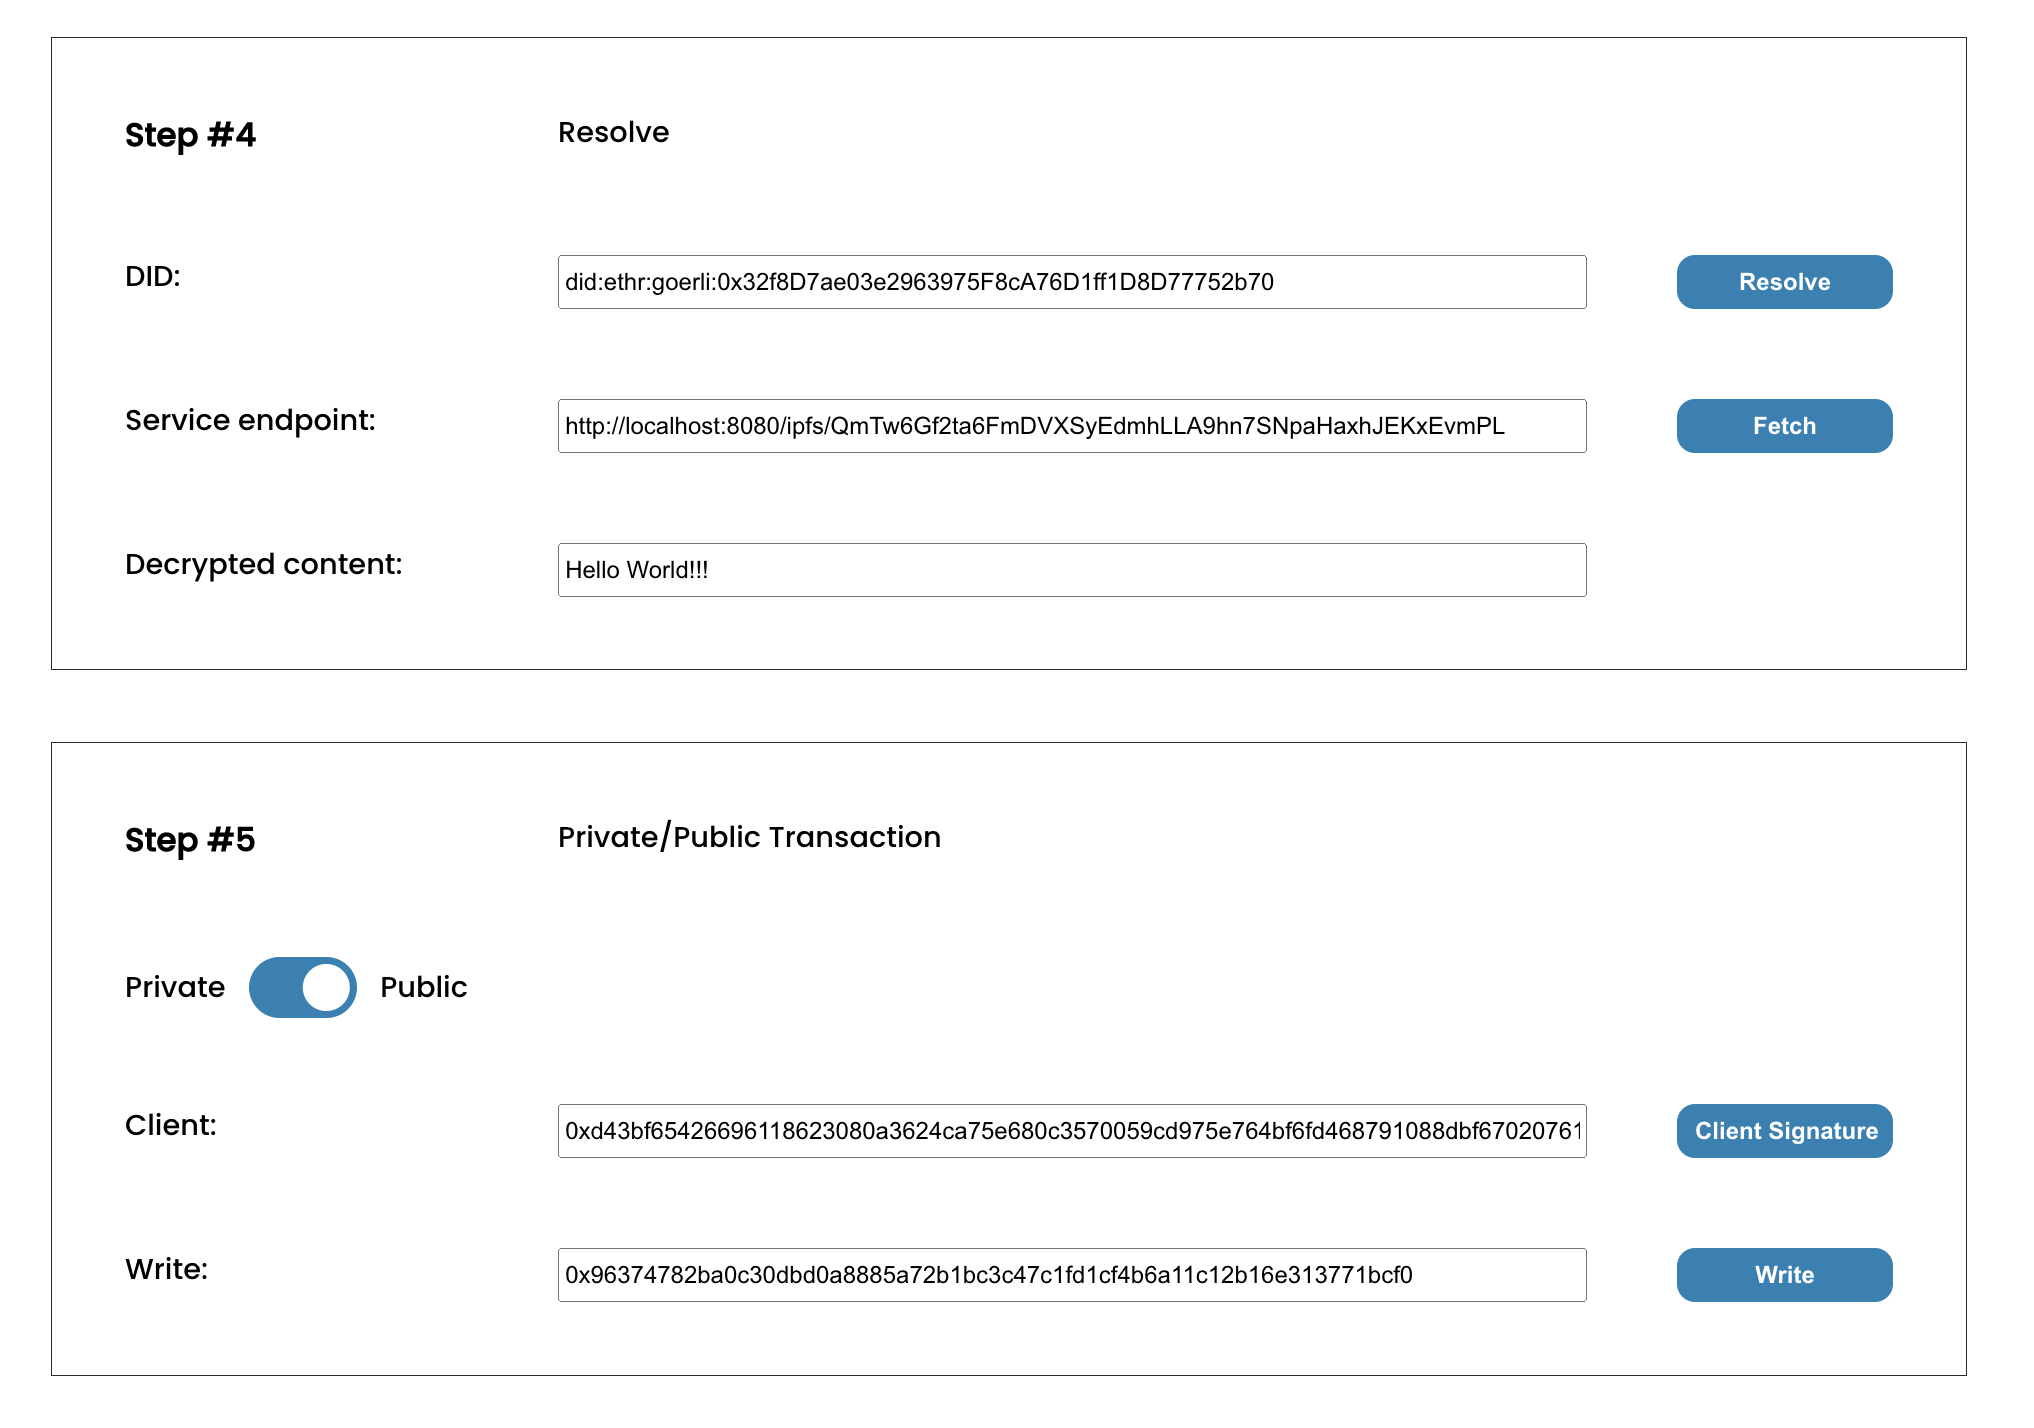 Step #4 Resolve
DID: did:ethr:goerli:0x32f8D7ae03e2963975F8cA76D1ff1D8D77752b70 Resolve
Service endpoint: http://localhost:8080/ipfs/QmTw6Gf2ta6FmDVXSyEdmhLLA9hn7SNpaHaxhJEKxEvmPL Fetch
Decrypted content: Hello World!!!
Step #5 Private/Public Transaction
Private Public
Client: 0xd43bf65426696118623080a3624ca75e680c3570059cd975e764bf6fd468791088dbf67020761 Client Signature
Write: 0x96374782ba0c30dbd0a8885a72b1bc3c47c1fd1cf4b6a11c12b16e313771bcf0 Write